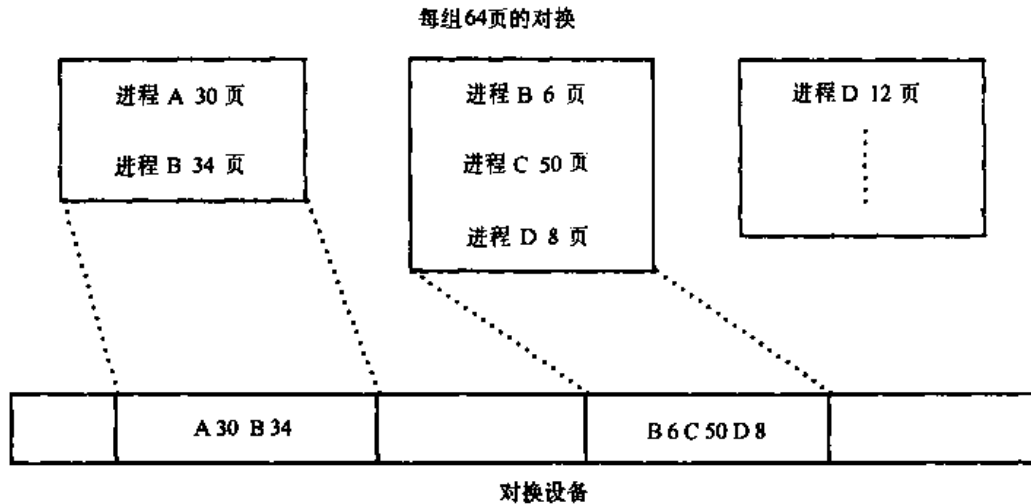 每组64页的对换
进程 A 30 页
进程 B 34 页
进程 B 6 页
进程 C 50 页
进程 D 8 页
进程 D 12 页
A 30 B 34
B 6 C 50 D 8
对换设备